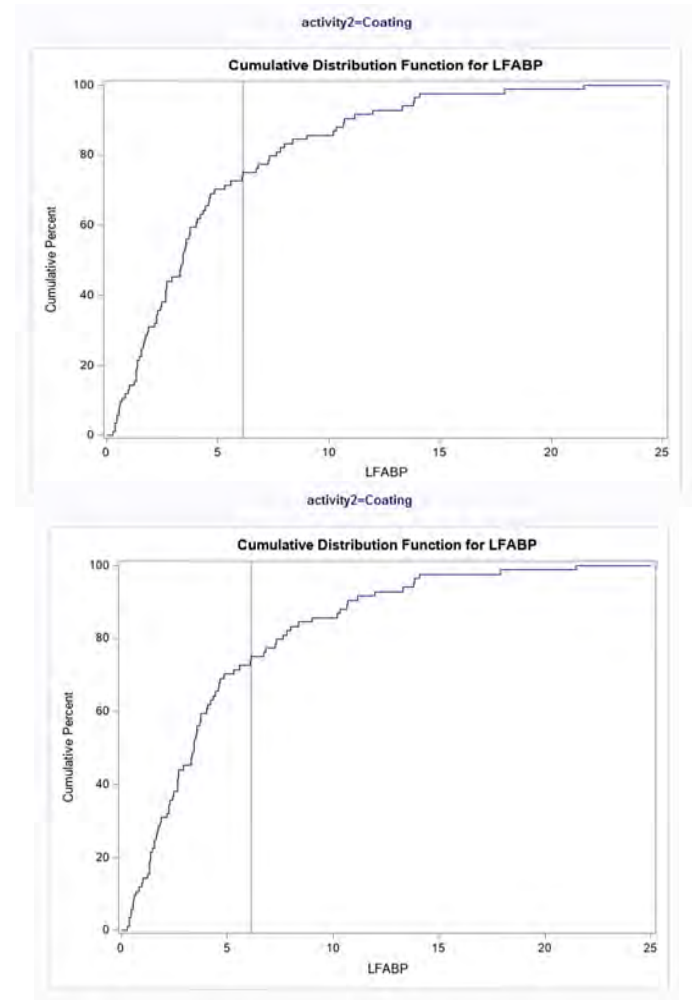 activity2=Coating
Cumulative Distribution Function for LFABP
100
80
60
40
20
0
Cumulative Percent
0 5 10 15 20 25
LFABP
activity2=Coating
Cumulative Distribution Function for LFABP
100
80
60
40
20
0
Cumulative Percent
0 5 10 15 20 25
LFABP